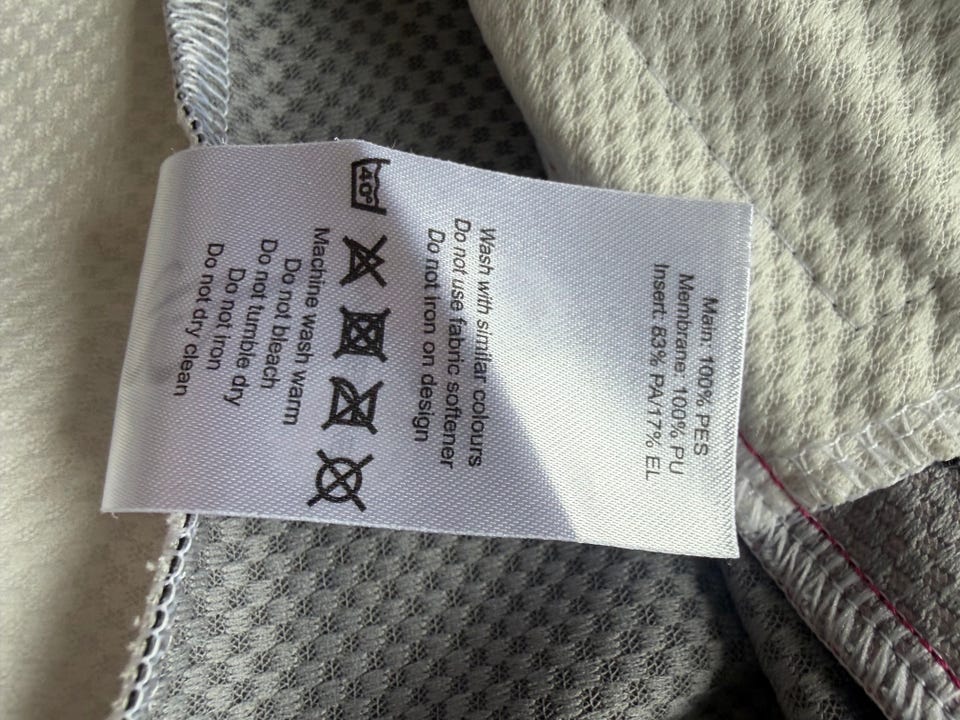 Main: 100% PES
Membrane: 100% PU
Insert: 83% PA/17% EL
Wash with similar colours
Do not use fabric softener
Do not iron on design
40°
Machine wash warm
Do not bleach
Do not tumble dry
Do not iron
Do not dry clean